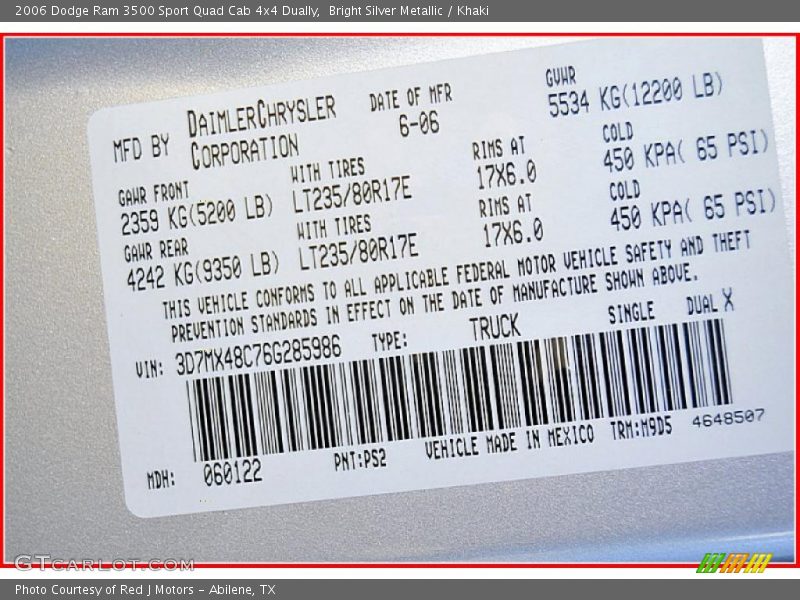 2006 Dodge Ram 3500 Sport Quad Cab 4x4 Dually,  Bright Silver Metallic / Khaki
MFD BY DAIMLERCHRYSLER CORPORATION
DATE OF MFR 6-06
GVWR 5534 KG(12200 LB)
GAWR FRONT WITH TIRES RIMS AT COLD
2359 KG(5200 LB) LT235/80R17E 17X6.0 450 KPA( 65 PSI)
GAWR REAR WITH TIRES RIMS AT COLD
4242 KG(9350 LB) LT235/80R17E 17X6.0 450 KPA( 65 PSI)
THIS VEHICLE CONFORMS TO ALL APPLICABLE FEDERAL MOTOR VEHICLE SAFETY AND THEFT
PREVENTION STANDARDS IN EFFECT ON THE DATE OF MANUFACTURE SHOWN ABOVE.
VIN: 3D7MX48C76G285986 TYPE: TRUCK SINGLE DUAL X
MDH: 060122 PNT:PS2 VEHICLE MADE IN MEXICO TRM:M9D5 4648507
GTCARLOT.COM
Photo Courtesy of Red J Motors – Abilene, TX